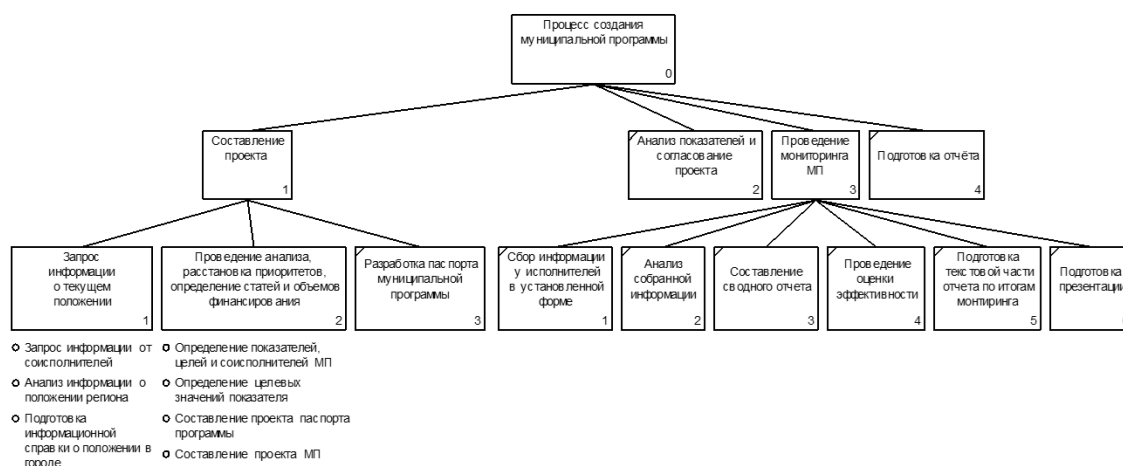 Процесс создания
муниципальной программы
0
Составление
проекта
1
Анализ показателей и
согласование
проекта
2
Проведение
мониторинга
МП
3
Подготовка отчёта
4
Запрос
информации
о текущем
положении
1
Проведение анализа,
расстановка приоритетов,
определение статей и объемов
финансирования
2
Разработка паспорта
муниципальной
программы
3
Сбор информации
у исполнителей
в установленной
форме
1
Анализ
собранной
информации
2
Составление
сводного отчета
3
Проведение
оценки
эффективности
4
Подготовка
текстовой части
отчета по итогам
монтиринга
5
Подготовка
презентации
Запрос информации от
соисполнителей
Анализ информации о
положении региона
Подготовка
информационной
справки о положении в
городе
Определение показателей,
целей и соисполнителей МП
Определение целевых
значений показателя
Составление проекта паспорта
программы
Составление проекта МП